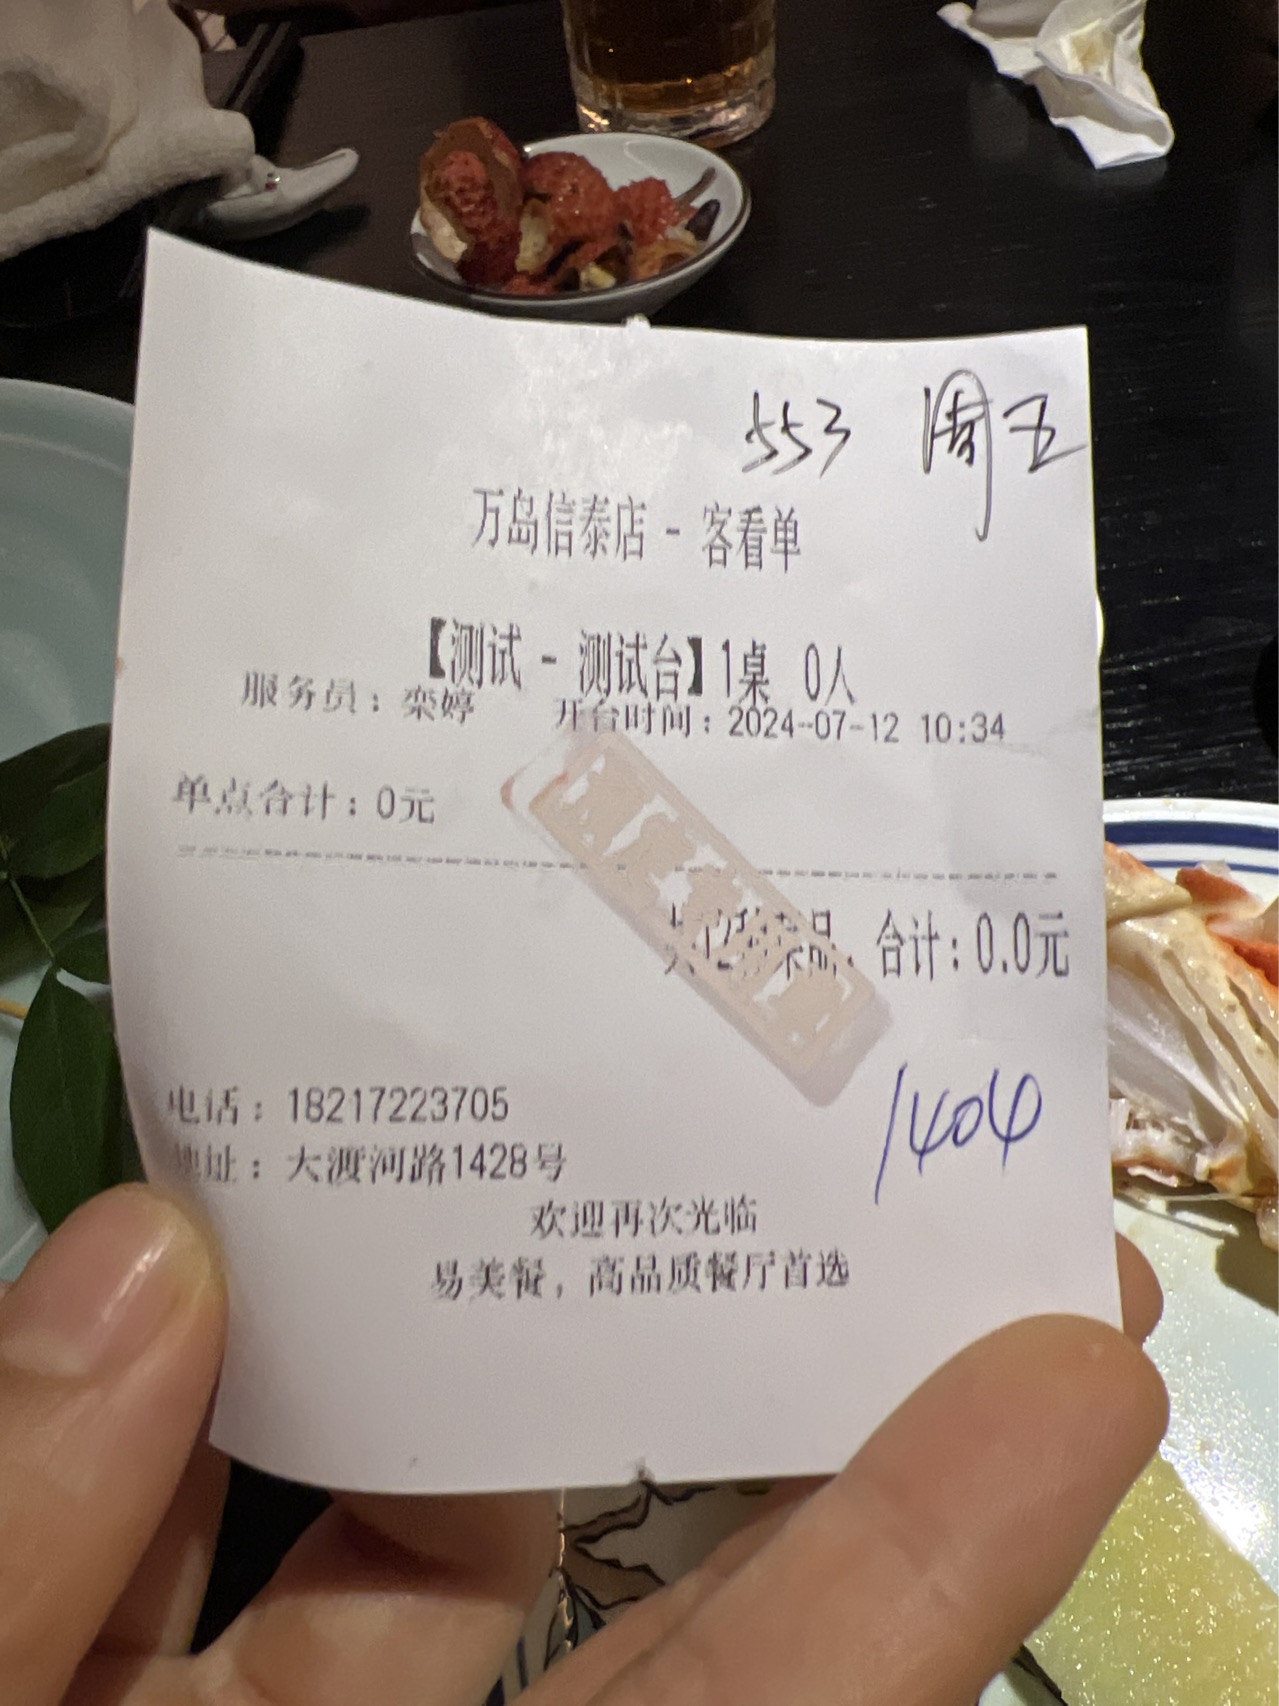 553 周五
万岛信泰店 - 客看单
【测试 - 测试台】1桌 0人
服务员：栾婷 开台时间：2024-07-12 10:34
单点合计：0元
品，合计：0.0元
电话：18217223705
地址：大渡河路1428号
1404
欢迎再次光临
易美餐，高品质餐厅首选